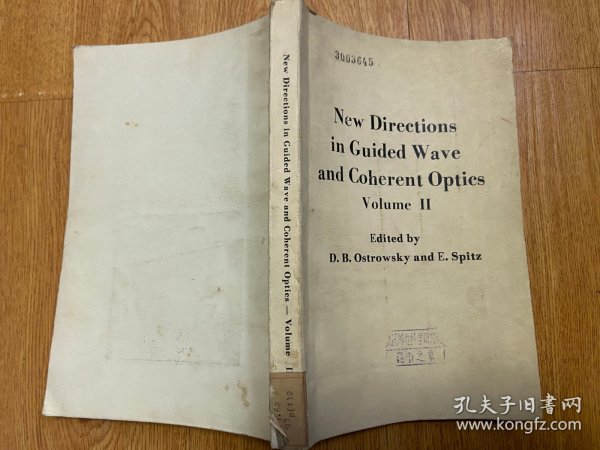 3003645
New Directions
in Guided Wave
and Coherent Optics
Volume II
Edited by
D. B. Ostrowsky and E. Spitz
New Directions in Guided Wave and Coherent Optics — Volume
孔夫子旧书网
www.kongfz.com